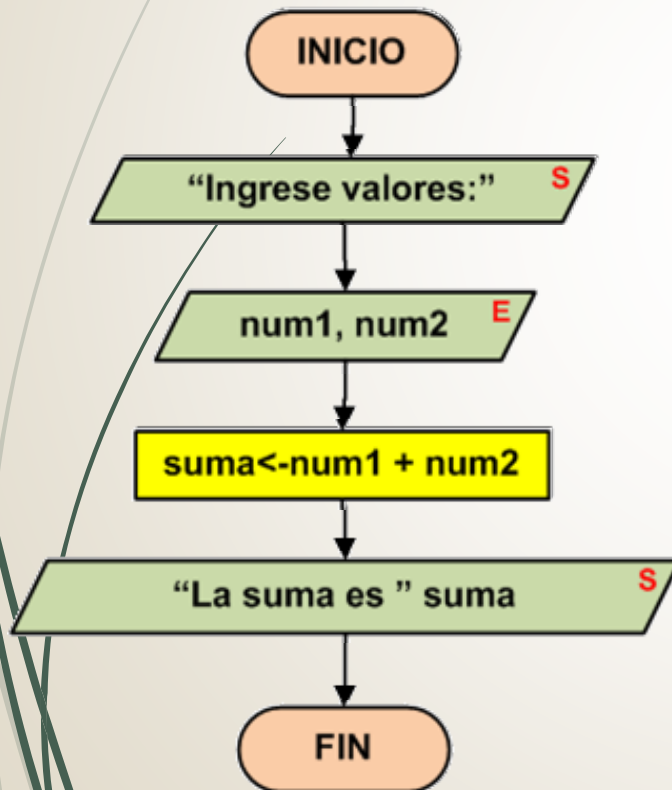 INICIO
“Ingrese valores:” S
num1, num2 E
suma<-num1 + num2
“La suma es ” suma S
FIN